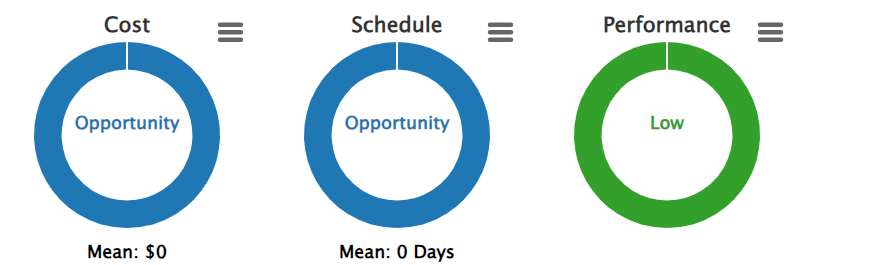 Cost
Schedule
Performance
Opportunity
Opportunity
Low
Mean: $0
Mean: 0 Days